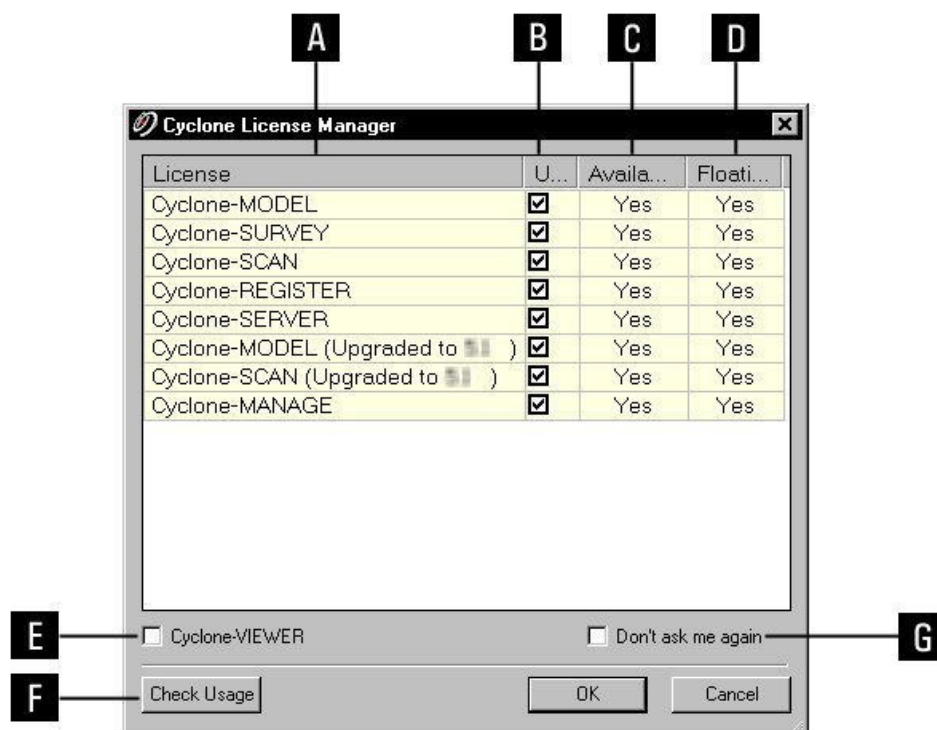 A B C D
Cyclone License Manager
License U... Availa... Floati...
Cyclone-MODEL Yes Yes
Cyclone-SURVEY Yes Yes
Cyclone-SCAN Yes Yes
Cyclone-REGISTER Yes Yes
Cyclone-SERVER Yes Yes
Cyclone-MODEL (Upgraded to ) Yes Yes
Cyclone-SCAN (Upgraded to ) Yes Yes
Cyclone-MANAGE Yes Yes
E Cyclone-VIEWER Don't ask me again G
F Check Usage OK Cancel